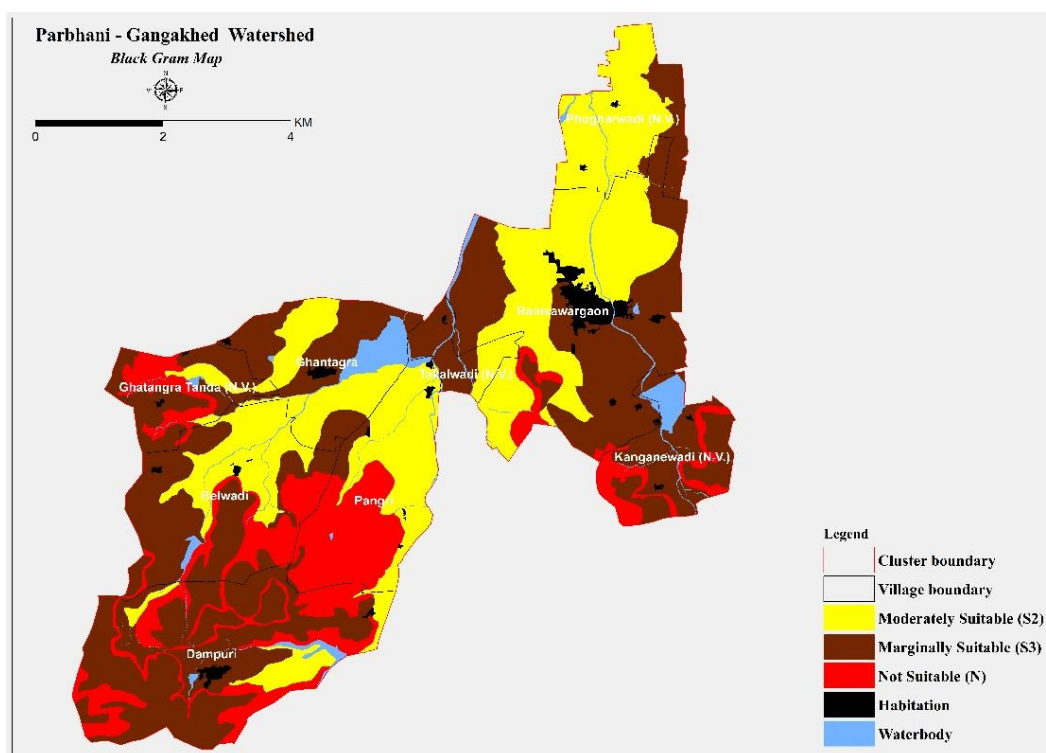 Parbhani - Gangakhed Watershed
Black Gram Map
N
W E
S
KM
0 2 4
Phugnarwadi (N.V.)
Ranisawargaon
Ghantagra
Takalwadi (N.V.)
Ghatangra Tanda (N.V.)
Kanganewadi (N.V.)
Belwadi
Pangri
Dampuri
Legend
Cluster boundary
Village boundary
Moderately Suitable (S2)
Marginally Suitable (S3)
Not Suitable (N)
Habitation
Waterbody